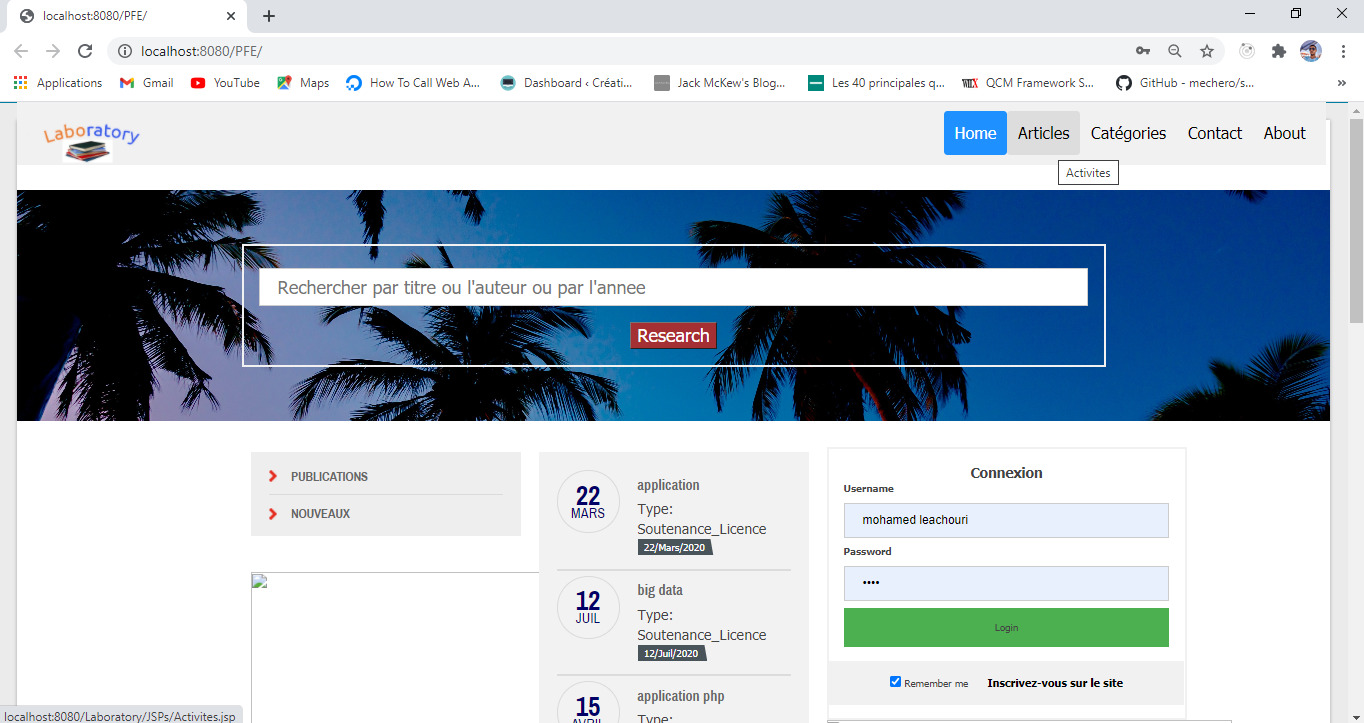 localhost:8080/PFE/
localhost:8080/PFE/
Applications
Gmail
YouTube
Maps
How To Call Web A...
Dashboard ‹ Créati...
Jack McKew's Blog...
Les 40 principales q...
QCM Framework S...
GitHub - mechero/s...
Laboratory
Home
Articles
Catégories
Contact
About
Activites
Rechercher par titre ou l'auteur ou par l'annee
Research
PUBLICATIONS
NOUVEAUX
22
MARS
application
Type:
Soutenance_Licence
22/Mars/2020
12
JUIL
big data
Type:
Soutenance_Licence
12/Juil/2020
15
AVRIL
application php
Type:
Connexion
Username
mohamed leachouri
Password
••••
Login
Remember me
Inscrivez-vous sur le site
localhost:8080/Laboratory/JSPs/Activites.jsp